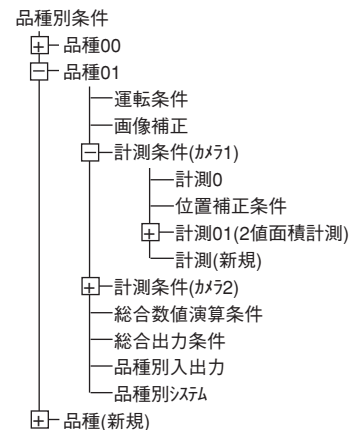 品種別条件
品種00
品種01
運転条件
画像補正
計測条件(ｶﾒﾗ1)
計測0
位置補正条件
計測01(2値面積計測)
計測(新規)
計測条件(ｶﾒﾗ2)
総合数値演算条件
総合出力条件
品種別入出力
品種別ｼｽﾃﾑ
品種(新規)